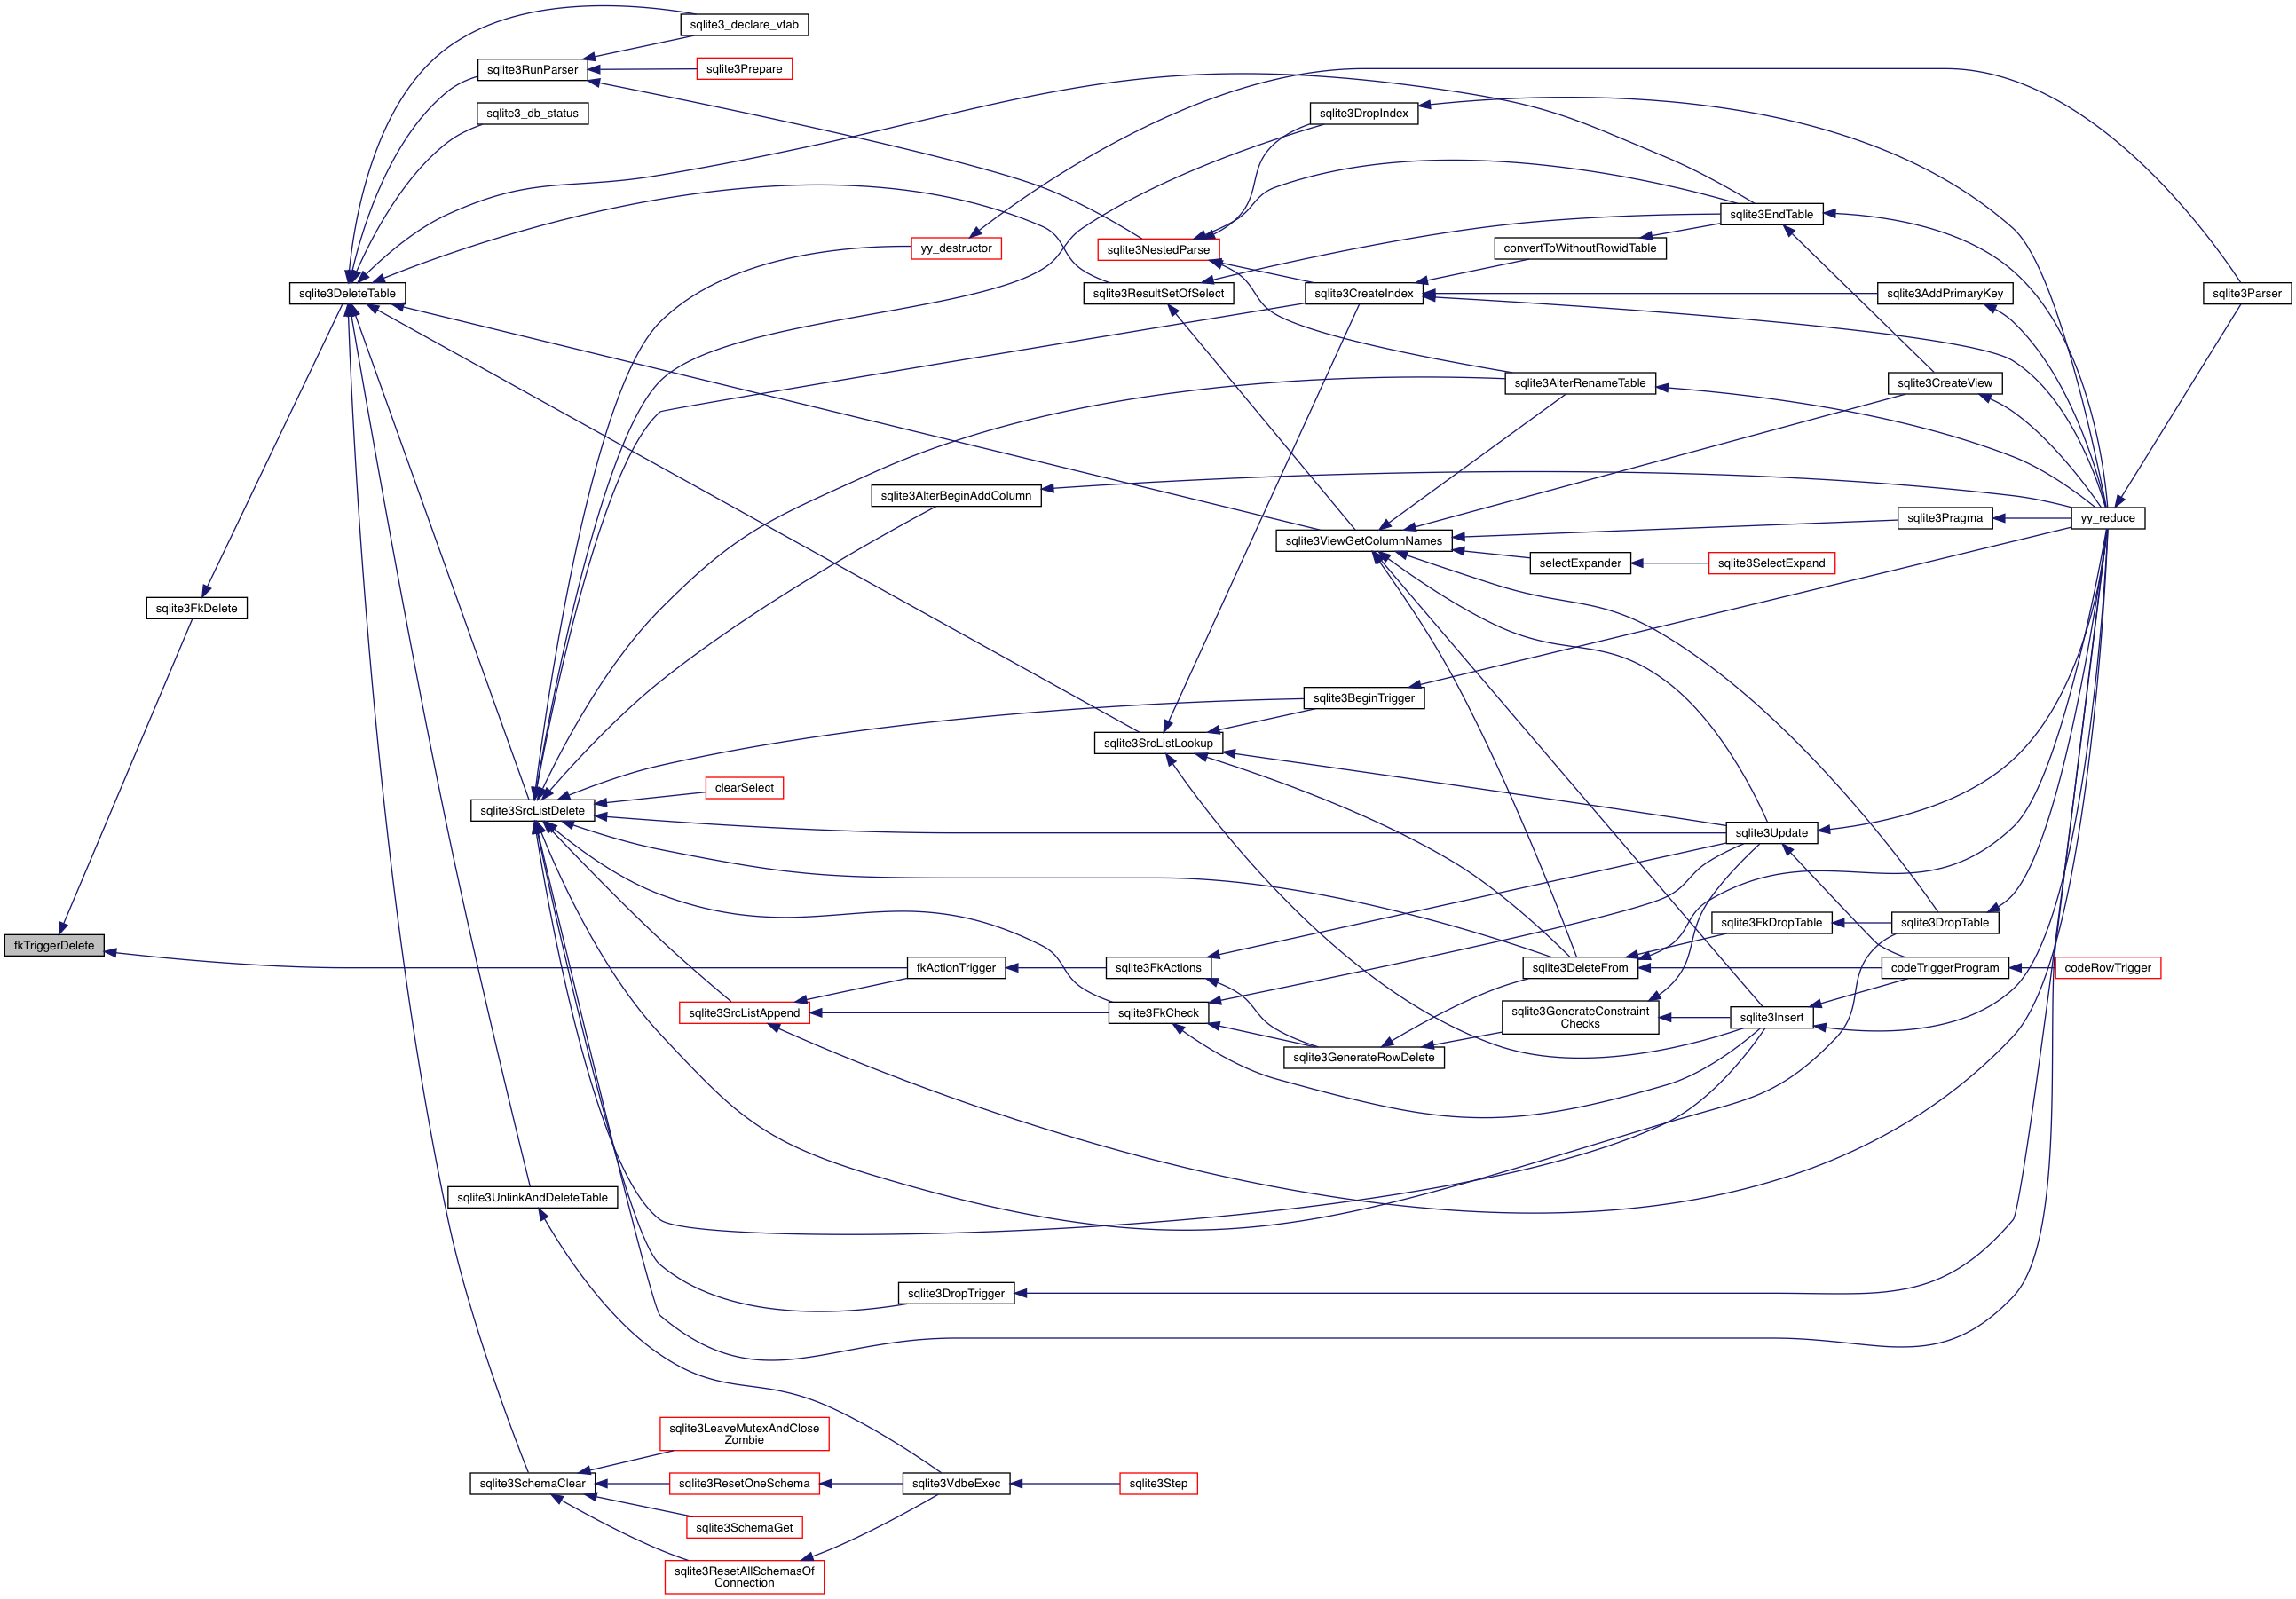 sqlite3_declare_vtab
sqlite3RunParser
sqlite3Prepare
sqlite3_db_status
sqlite3DropIndex
sqlite3EndTable
yy_destructor
sqlite3NestedParse
convertToWithoutRowidTable
sqlite3DeleteTable
sqlite3ResultSetOfSelect
sqlite3CreateIndex
sqlite3AddPrimaryKey
sqlite3Parser
sqlite3AlterRenameTable
sqlite3CreateView
sqlite3AlterBeginAddColumn
sqlite3ViewGetColumnNames
sqlite3Pragma
yy_reduce
selectExpander
sqlite3SelectExpand
sqlite3FkDelete
sqlite3BeginTrigger
sqlite3SrcListLookup
clearSelect
sqlite3SrcListDelete
sqlite3Update
sqlite3FkDropTable
sqlite3DropTable
fkTriggerDelete
fkActionTrigger
sqlite3FkActions
sqlite3DeleteFrom
codeTriggerProgram
codeRowTrigger
sqlite3SrcListAppend
sqlite3FkCheck
sqlite3GenerateConstraint
Checks
sqlite3Insert
sqlite3GenerateRowDelete
sqlite3UnlinkAndDeleteTable
sqlite3DropTrigger
sqlite3LeaveMutexAndClose
Zombie
sqlite3SchemaClear
sqlite3ResetOneSchema
sqlite3VdbeExec
sqlite3Step
sqlite3SchemaGet
sqlite3ResetAllSchemasOf
Connection